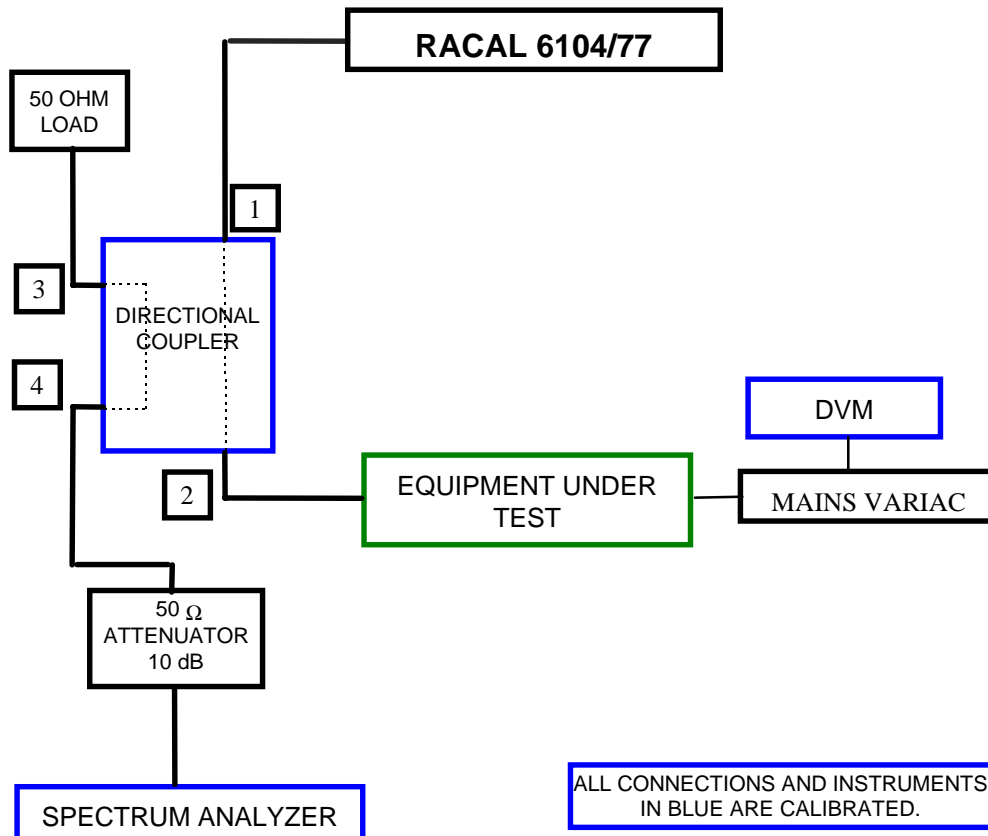 RACAL 6104/77
50 OHM
LOAD
1
3
DIRECTIONAL
COUPLER
4
DVM
2
EQUIPMENT UNDER
TEST
MAINS VARIAC
50 Ω
ATTENUATOR
10 dB
ALL CONNECTIONS AND INSTRUMENTS
IN BLUE ARE CALIBRATED.
SPECTRUM ANALYZER